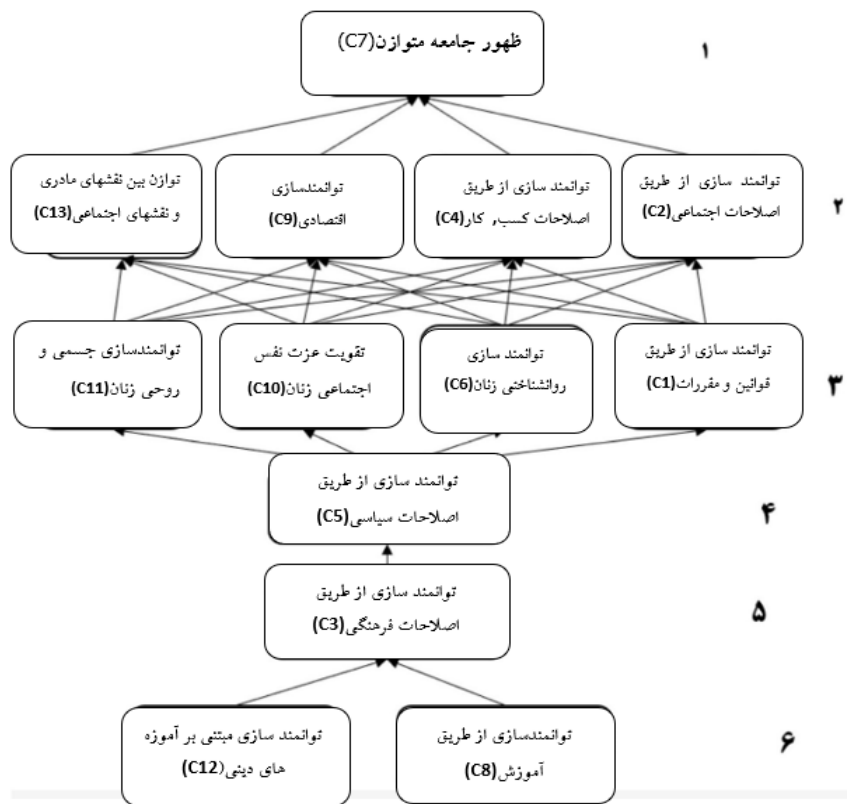 ظهور جامعه متوازن(C7)
۱
توانمند سازی از طریق
اصلاحات اجتماعی(C2)
توانمند سازی از طریق
اصلاحات کسب, کار(C4)
توانمندسازی
اقتصادی(C9)
توازن بین نقشهای مادری
و نقشهای اجتماعی(C13)
۲
توانمند سازی از طریق
قوانین و مقررات(C1)
توانمند سازی
روانشناختی زنان(C6)
تقویت عزت نفس
اجتماعی زنان(C10)
توانمندسازی جسمی و
روحی زنان(C11)
۳
توانمند سازی از طریق
اصلاحات سیاسی(C5)
۴
توانمند سازی از طریق
اصلاحات فرهنگی(C3)
۵
توانمندسازی از طریق
آموزش(C8)
توانمند سازی مبتنی بر آموزه
های دینی(C12)
۶